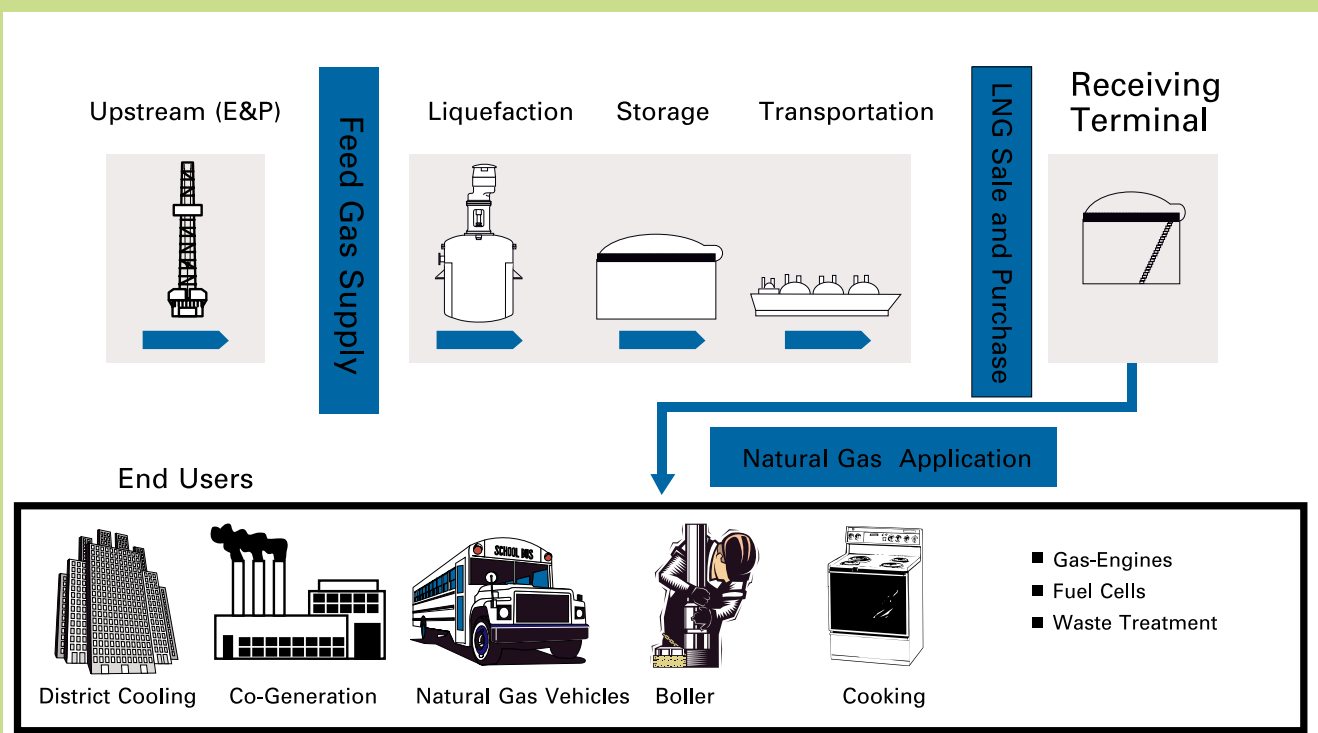 Upstream (E&P)
Feed Gas Supply
Liquefaction
Storage
Transportation
LNG Sale and Purchase
Receiving
Terminal
Natural Gas Application
End Users
SCHOOL BUS
District Cooling
Co-Generation
Natural Gas Vehicles
Boller
Cooking
■ Gas-Engines
■ Fuel Cells
■ Waste Treatment